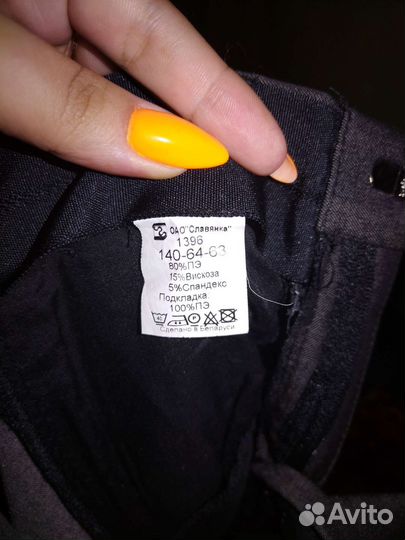 ОАО "Славянка"
1396
140-64-63
80%ПЭ
15%Вискоза
5%Спандекс
Подкладка:
100%ПЭ
Сделано в Беларуси
Avito